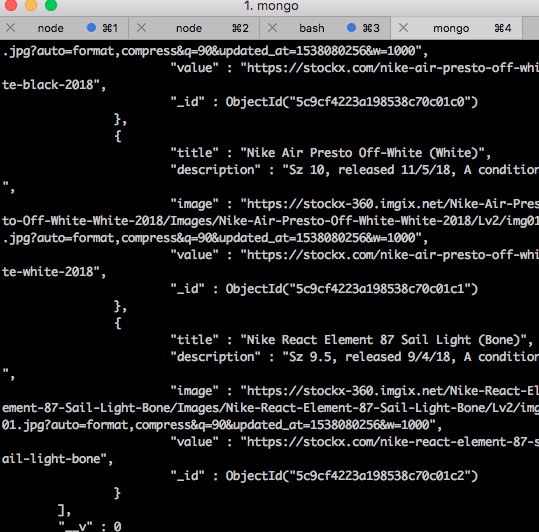 1. mongo
node ⌘1 node ⌘2 bash ⌘3 mongo ⌘4
.jpg?auto=format,compress&q=90&updated_at=1538080256&w=1000",
"value" : "https://stockx.com/nike-air-presto-off-whi
te-black-2018",
"_id" : ObjectId("5c9cf4223a198538c70c01c0")
},
{
"title" : "Nike Air Presto Off-White (White)",
"description" : "Sz 10, released 11/5/18, A condition
",
"image" : "https://stockx-360.imgix.net/Nike-Air-Pres
to-Off-White-White-2018/Images/Nike-Air-Presto-Off-White-White-2018/Lv2/img01
.jpg?auto=format,compress&q=90&updated_at=1538080256&w=1000",
"value" : "https://stockx.com/nike-air-presto-off-whi
te-white-2018",
"_id" : ObjectId("5c9cf4223a198538c70c01c1")
},
{
"title" : "Nike React Element 87 Sail Light (Bone)",
"description" : "Sz 9.5, released 9/4/18, A condition
",
"image" : "https://stockx-360.imgix.net/Nike-React-El
ement-87-Sail-Light-Bone/Images/Nike-React-Element-87-Sail-Light-Bone/Lv2/img
01.jpg?auto=format,compress&q=90&updated_at=1538080256&w=1000",
"value" : "https://stockx.com/nike-react-element-87-s
ail-light-bone",
"_id" : ObjectId("5c9cf4223a198538c70c01c2")
}
],
"__v" : 0